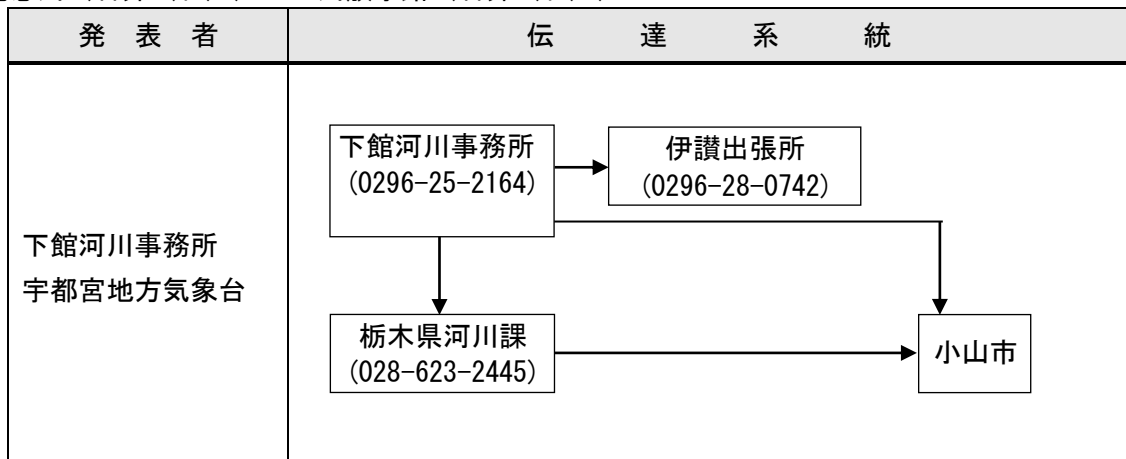 発 表 者
伝 達 系 統
下館河川事務所
宇都宮地方気象台
下館河川事務所
(0296-25-2164)
伊讃出張所
(0296-28-0742)
栃木県河川課
(028-623-2445)
小山市